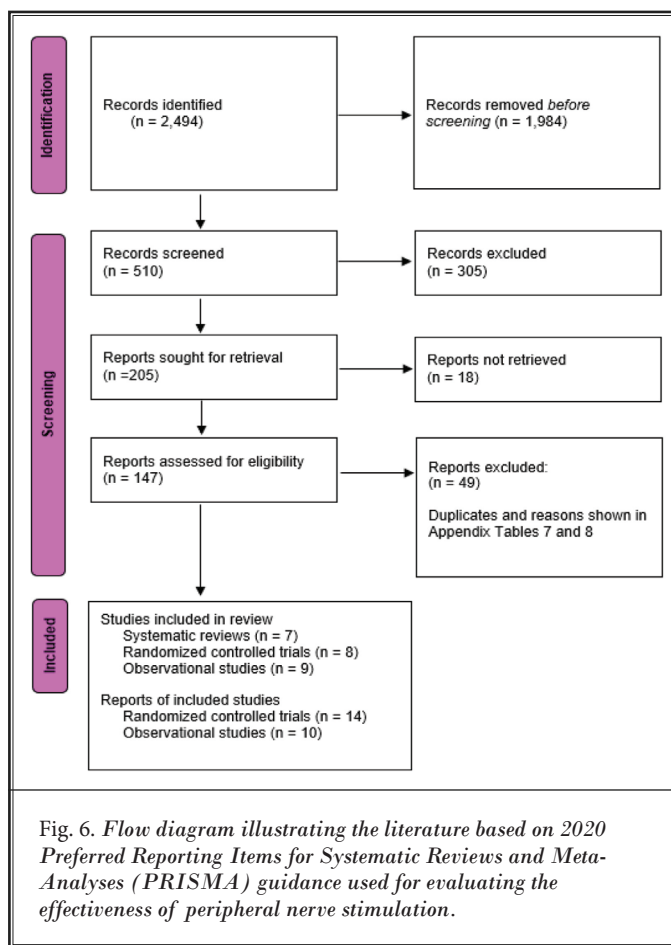 Identification
Records identified
(n = 2,494)
Records removed before
screening (n = 1,984)
Screening
Records screened
(n = 510)
Records excluded
(n = 305)
Reports sought for retrieval
(n =205)
Reports not retrieved
(n = 18)
Reports assessed for eligibility
(n = 147)
Reports excluded:
(n = 49)
Duplicates and reasons shown in
Appendix Tables 7 and 8
Included
Studies included in review
Systematic reviews (n = 7)
Randomized controlled trials (n = 8)
Observational studies (n = 9)
Reports of included studies
Randomized controlled trials (n = 14)
Observational studies (n = 10)
Fig. 6. Flow diagram illustrating the literature based on 2020
Preferred Reporting Items for Systematic Reviews and Meta-
Analyses (PRISMA) guidance used for evaluating the
effectiveness of peripheral nerve stimulation.